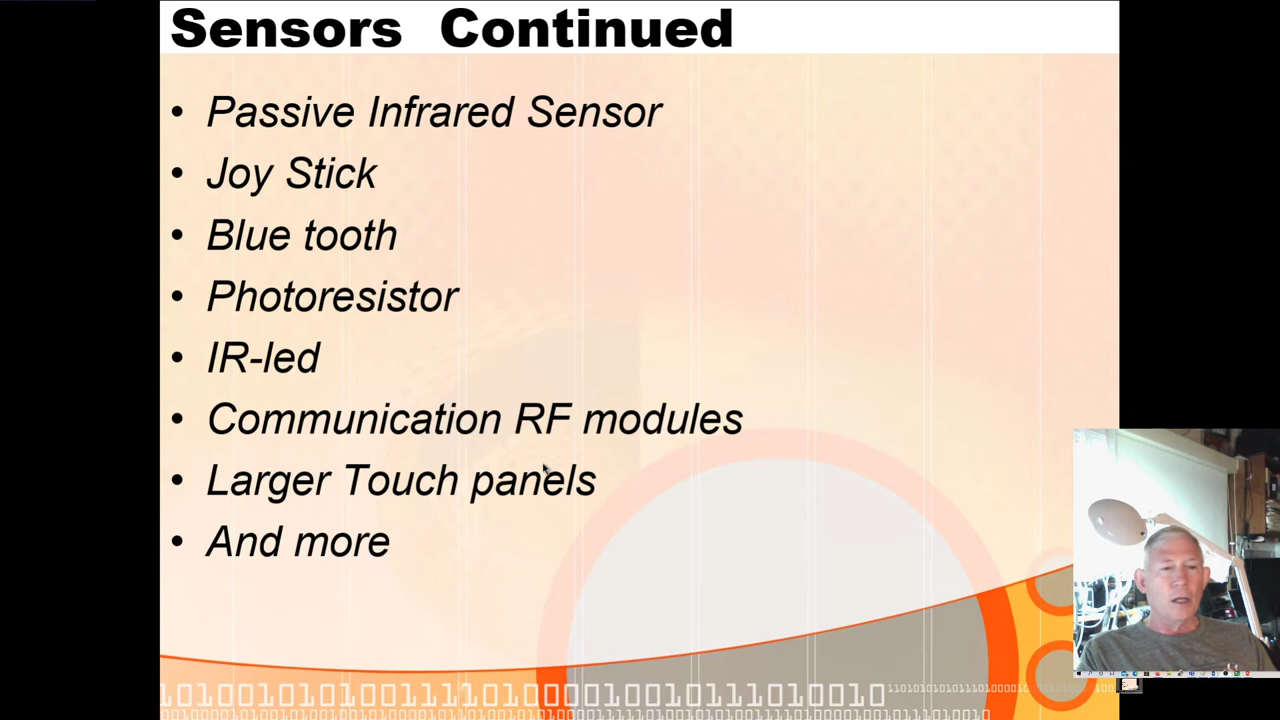 Sensors Continued
• Passive Infrared Sensor
• Joy Stick
• Blue tooth
• Photoresistor
• IR-led
• Communication RF modules
• Larger Touch panels
• And more